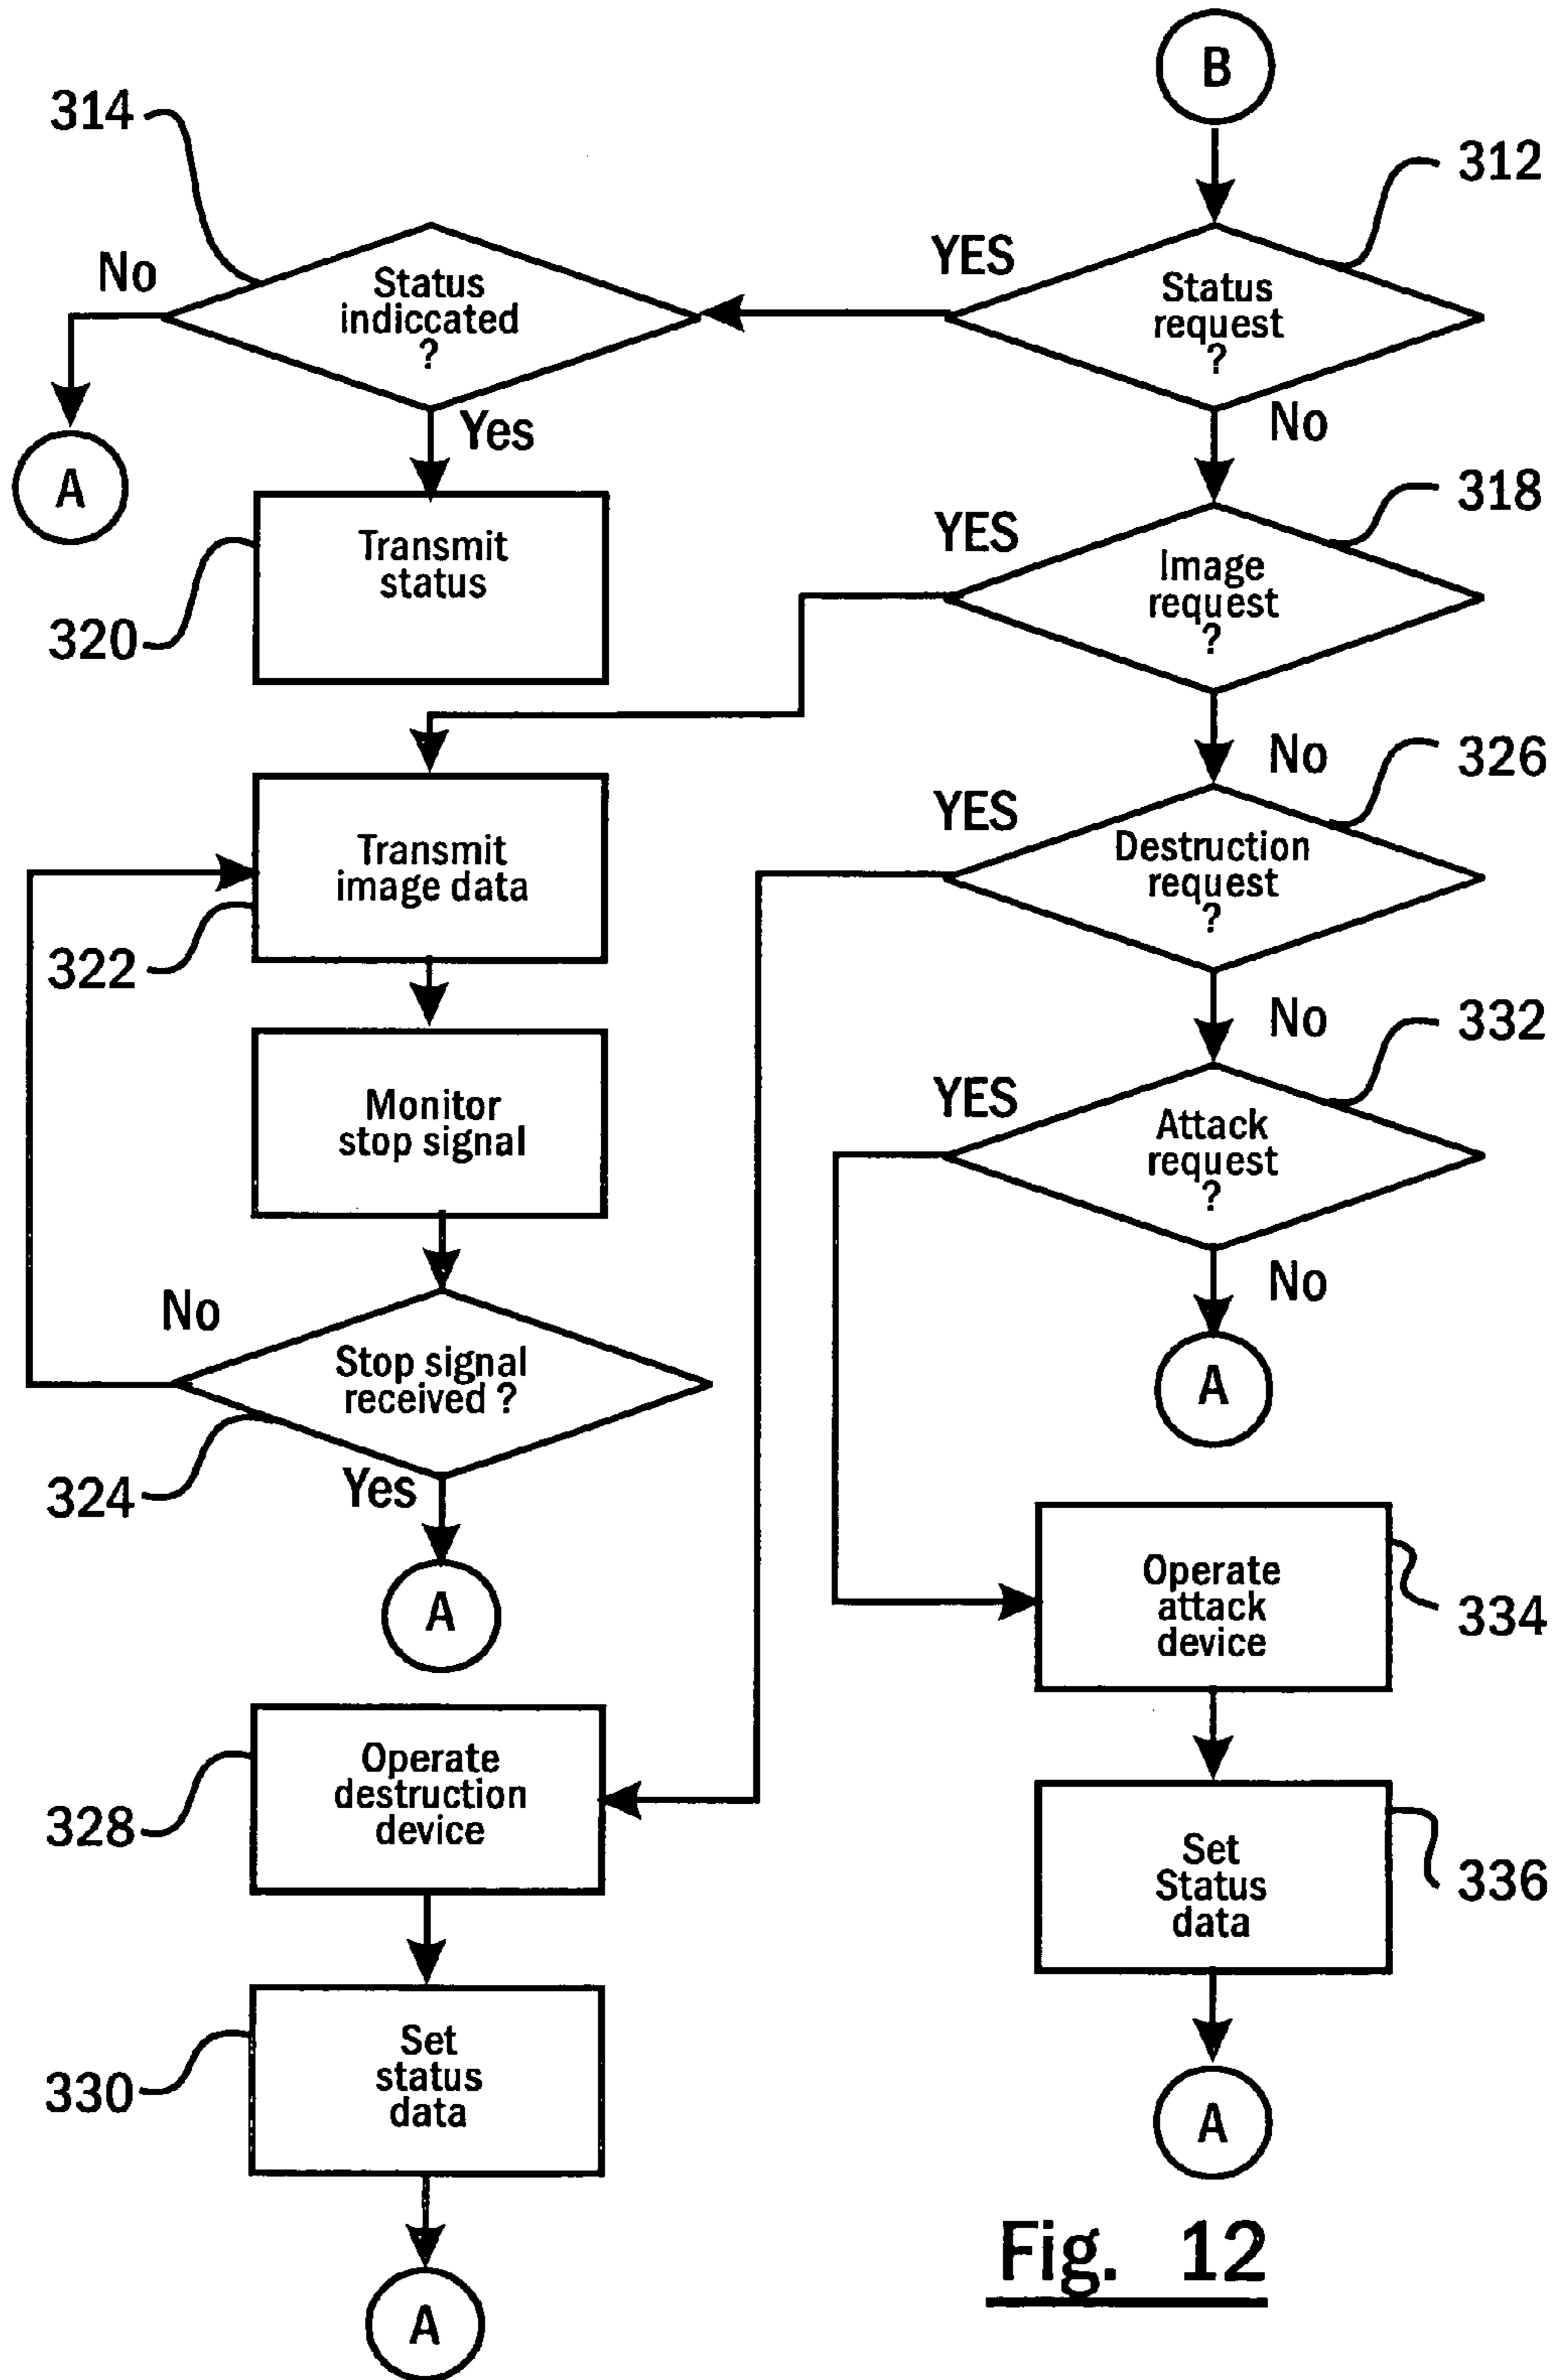 B
314
312
No
Status
indiccated
?
YES
Status
request
?
Yes
No
A
318
Transmit
status
YES
Image
request
?
320
No
326
YES
Transmit
image data
Destruction
request
?
322
No
332
YES
Monitor
stop signal
Attack
request
?
No
No
Stop signal
received ?
A
324
Yes
A
Operate
attack
device
334
Operate
destruction
device
328
Set
Status
data
336
Set
status
data
330
A
Fig. 12
A